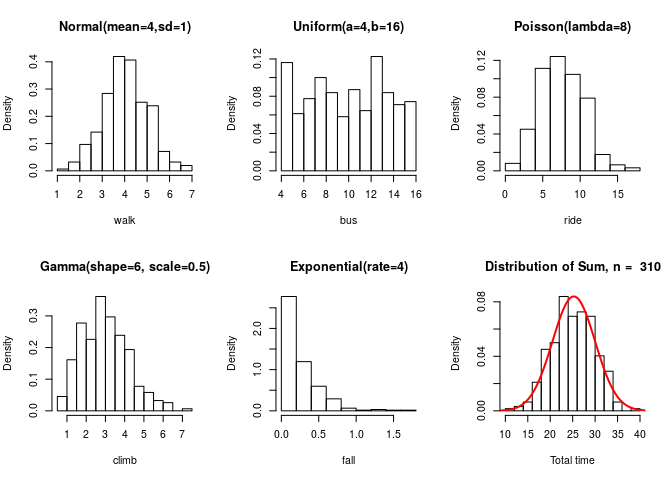 Normal(mean=4,sd=1)
Density
0.0 0.1 0.2 0.3 0.4
1 2 3 4 5 6 7
walk
Uniform(a=4,b=16)
Density
0.00 0.04 0.08 0.12
4 6 8 10 12 14 16
bus
Poisson(lambda=8)
Density
0.00 0.04 0.08 0.12
0 5 10 15
ride
Gamma(shape=6, scale=0.5)
Density
0.0 0.1 0.2 0.3
1 2 3 4 5 6 7
climb
Exponential(rate=4)
Density
0.0 1.0 2.0
0.0 0.5 1.0 1.5
fall
Distribution of Sum, n = 310
Density
0.00 0.04 0.08
10 15 20 25 30 35 40
Total time